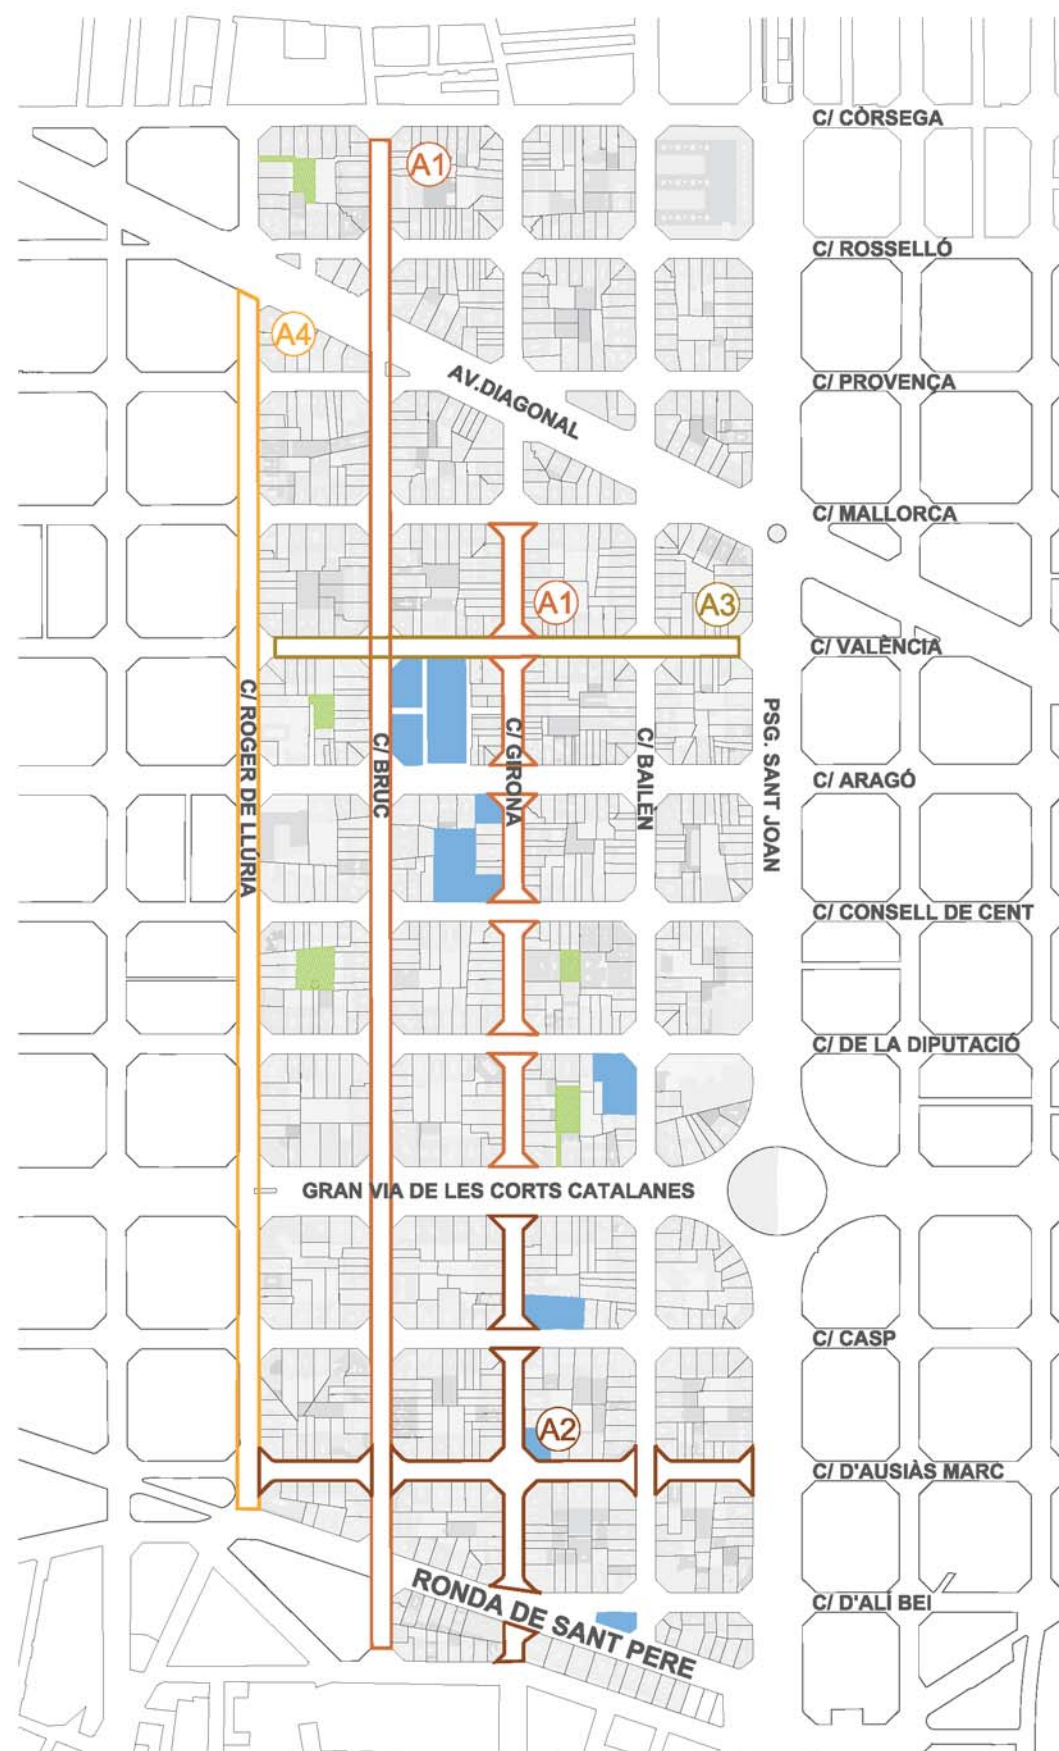 C/ CÒRSEGA
A1
C/ ROSSELLÓ
A4
AV.DIAGONAL
C/ PROVENÇA
C/ MALLORCA
A1
A3
C/ VALÈNCIA
C/ ROGER DE LLÚRIA
C/ BRUC
C/ GIRONA
C/ BAILÈN
PSG. SANT JOAN
C/ ARAGÓ
C/ CONSELL DE CENT
C/ DE LA DIPUTACIÓ
GRAN VIA DE LES CORTS CATALANES
C/ CASP
A2
C/ D'AUSIÀS MARC
C/ D'ALÍ BEI
RONDA DE SANT PERE